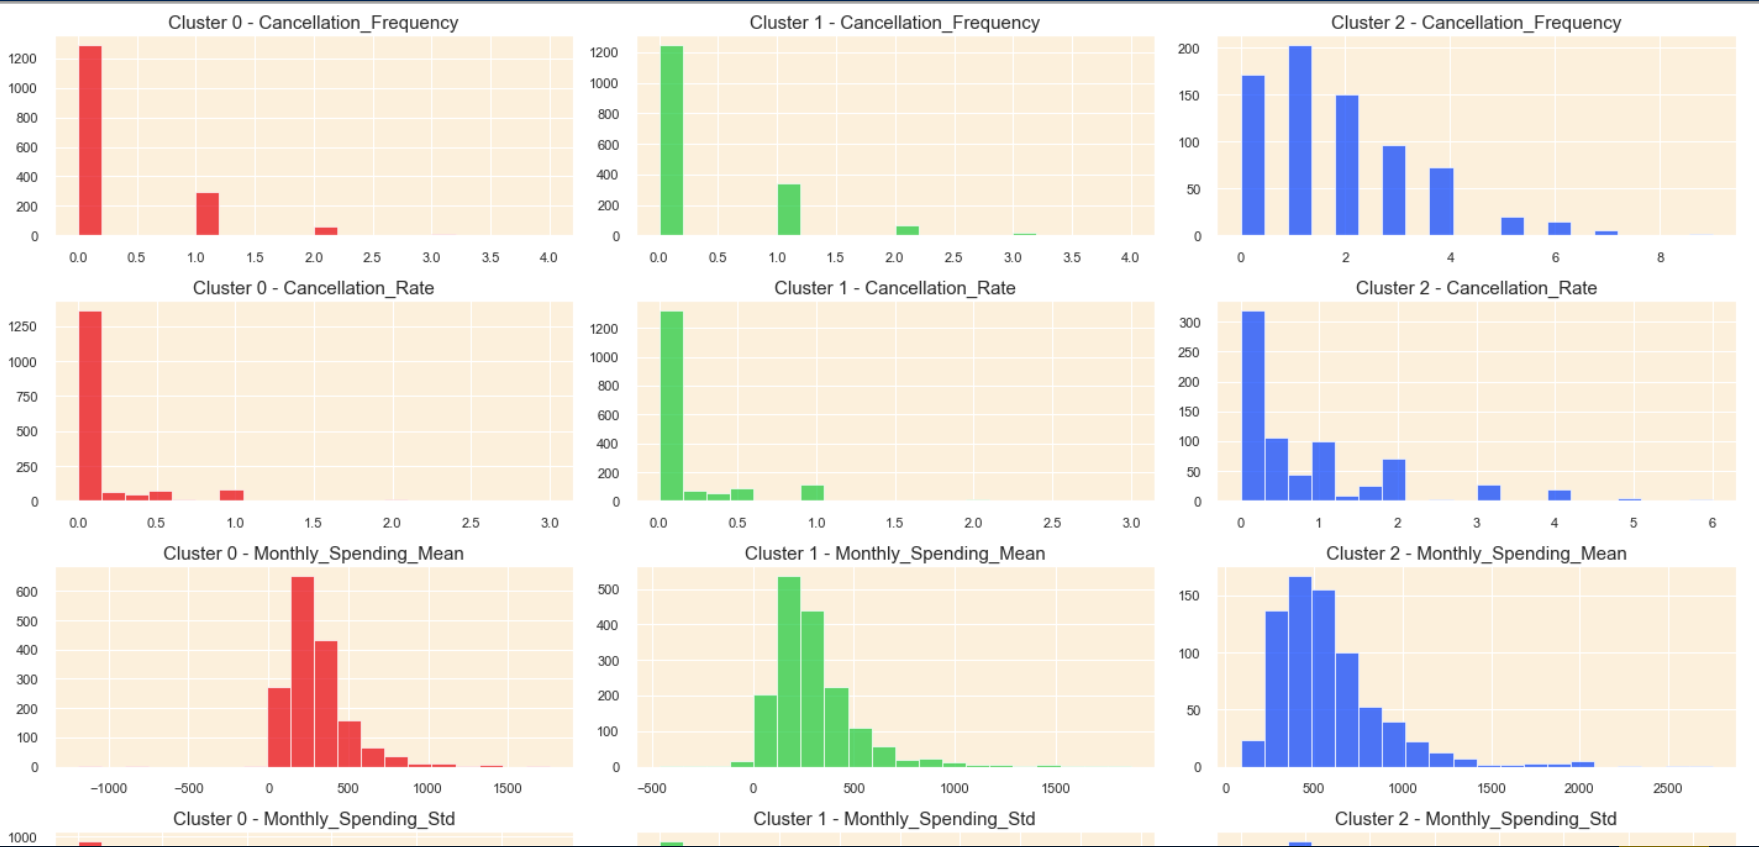 Cluster 0 - Cancellation_Frequency
Cluster 1 - Cancellation_Frequency
Cluster 2 - Cancellation_Frequency
1200
1000
800
600
400
200
0
0.0 0.5 1.0 1.5 2.0 2.5 3.0 3.5 4.0
1200
1000
800
600
400
200
0
0.0 0.5 1.0 1.5 2.0 2.5 3.0 3.5 4.0
200
150
100
50
0
0 2 4 6 8
Cluster 0 - Cancellation_Rate
Cluster 1 - Cancellation_Rate
Cluster 2 - Cancellation_Rate
1250
1000
750
500
250
0
0.0 0.5 1.0 1.5 2.0 2.5 3.0
1200
1000
800
600
400
200
0
0.0 0.5 1.0 1.5 2.0 2.5 3.0
300
250
200
150
100
50
0
0 1 2 3 4 5 6
Cluster 0 - Monthly_Spending_Mean
Cluster 1 - Monthly_Spending_Mean
Cluster 2 - Monthly_Spending_Mean
600
500
400
300
200
100
0
−1000 −500 0 500 1000 1500
500
400
300
200
100
0
−500 0 500 1000 1500
150
100
50
0
0 500 1000 1500 2000 2500
Cluster 0 - Monthly_Spending_Std
Cluster 1 - Monthly_Spending_Std
Cluster 2 - Monthly_Spending_Std
1000